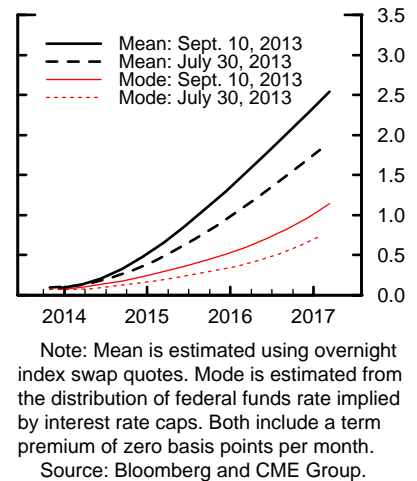 3.5
Mean: Sept. 10, 2013
Mean: July 30, 2013
Mode: Sept. 10, 2013
Mode: July 30, 2013
3.0
2.5
2.0
1.5
1.0
0.5
0.0
2014 2015 2016 2017
Note: Mean is estimated using overnight
index swap quotes. Mode is estimated from
the distribution of federal funds rate implied
by interest rate caps. Both include a term
premium of zero basis points per month.
Source: Bloomberg and CME Group.